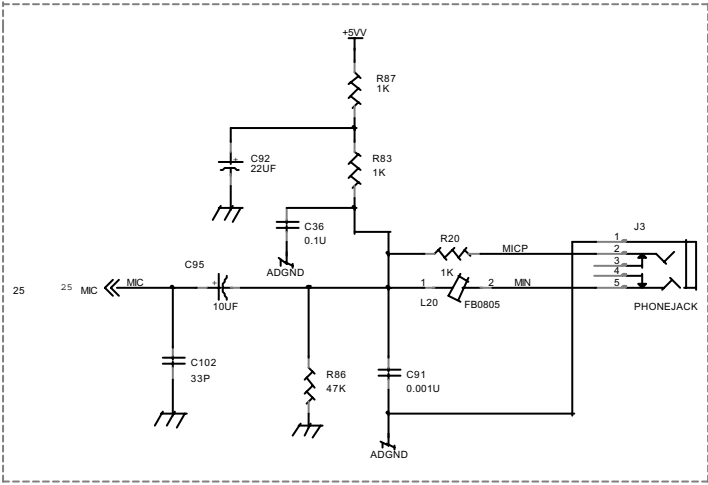 +5VV
R87
1K
C92
22UF
R83
1K
C36
0.1U
ADGND
R20
1K
MICP
J3
1
2
3
4
5
PHONEJACK
C95
10UF
25
25 MIC
MIC
1
L20
2
FB0805
MIN
C102
33P
R86
47K
C91
0.001U
ADGND